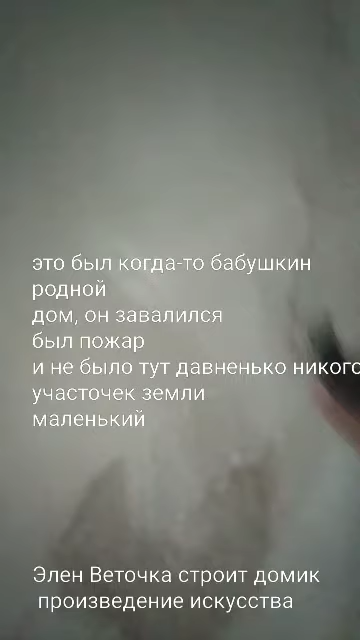 это был когда-то бабушкин
родной
дом, он завалился
был пожар
и не было тут давненько никого
участочек земли
маленький
Элен Веточка строит домик
произведение искусства